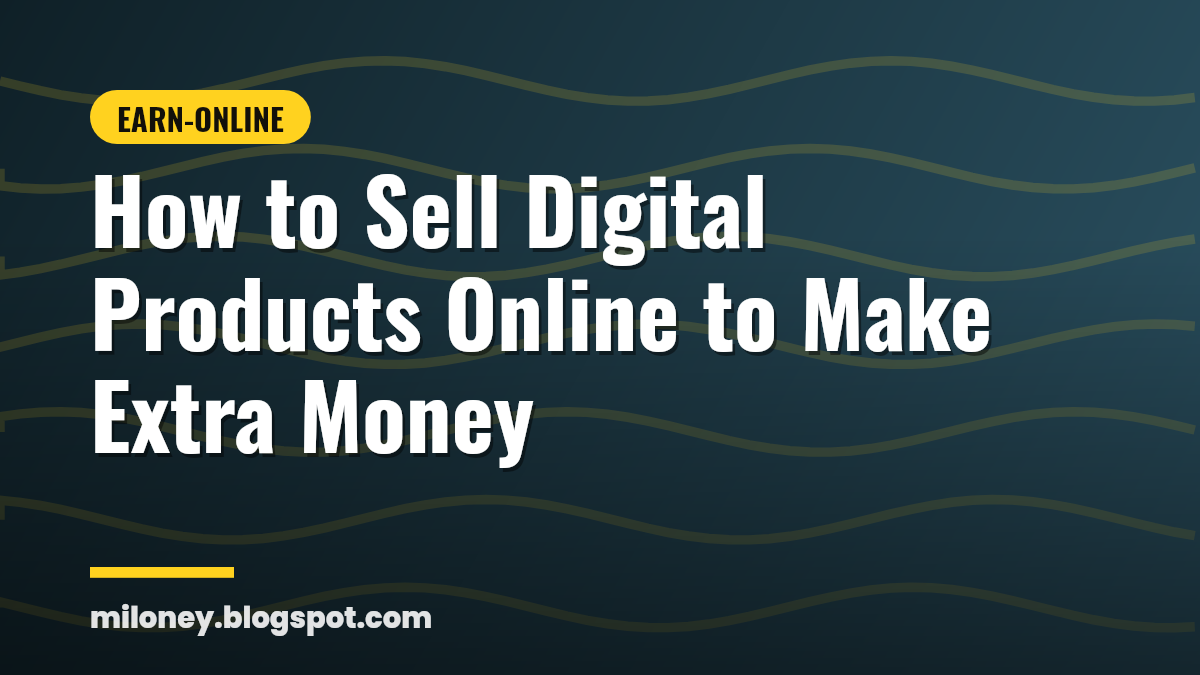 EARN-ONLINE
How to Sell Digital
Products Online to Make
Extra Money
miloney.blogspot.com